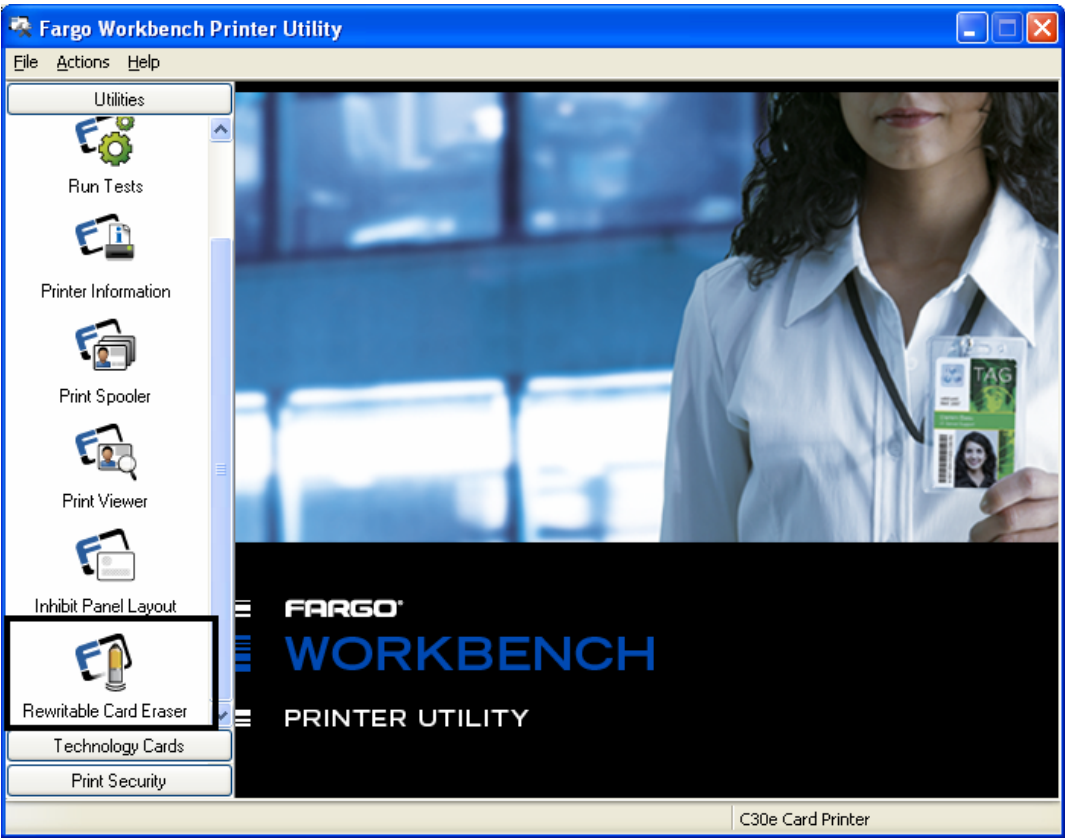 Fargo Workbench Printer Utility
File Actions Help
Utilities
Run Tests
Printer Information
Print Spooler
Print Viewer
Inhibit Panel Layout
Rewritable Card Eraser
Technology Cards
Print Security
TAG
FARGO
WORKBENCH
PRINTER UTILITY
C30e Card Printer